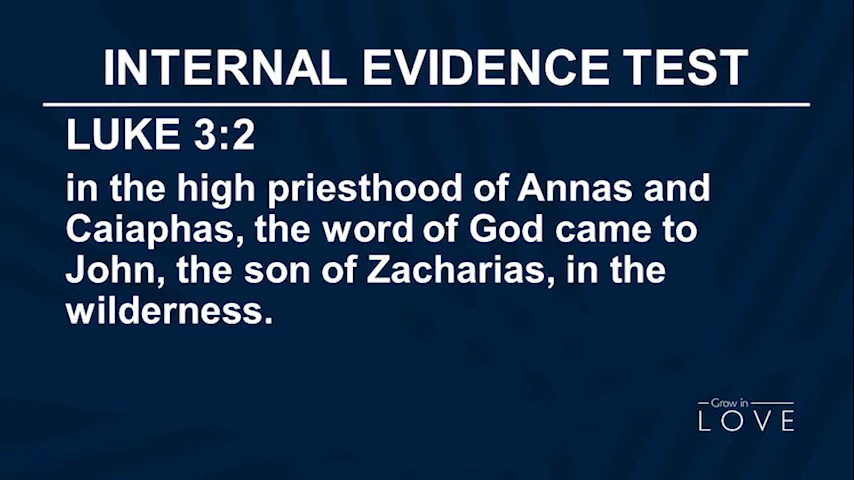 INTERNAL EVIDENCE TEST
LUKE 3:2
in the high priesthood of Annas and
Caiaphas, the word of God came to
John, the son of Zacharias, in the
wilderness.
Grow in
LOVE